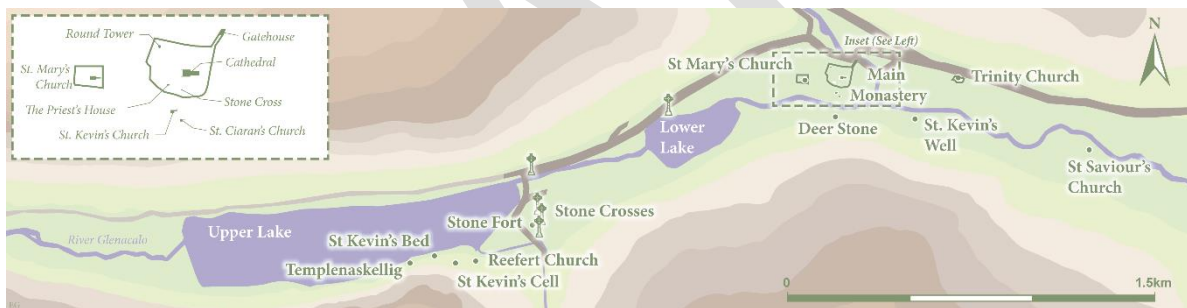 Round Tower
Gatehouse
St. Mary's
Church
Cathedral
The Priest's House
Stone Cross
St. Kevin's Church
St. Ciaran's Church
Inset (See Left)
N
St Mary's Church
Main
Monastery
Trinity Church
Lower
Lake
Deer Stone
St. Kevin's
Well
St Saviour's
Church
Stone Crosses
Stone Fort
Upper Lake
River Glenealo
St Kevin's Bed
Reefert Church
Templenaskellig
St Kevin's Cell
0
1.5km